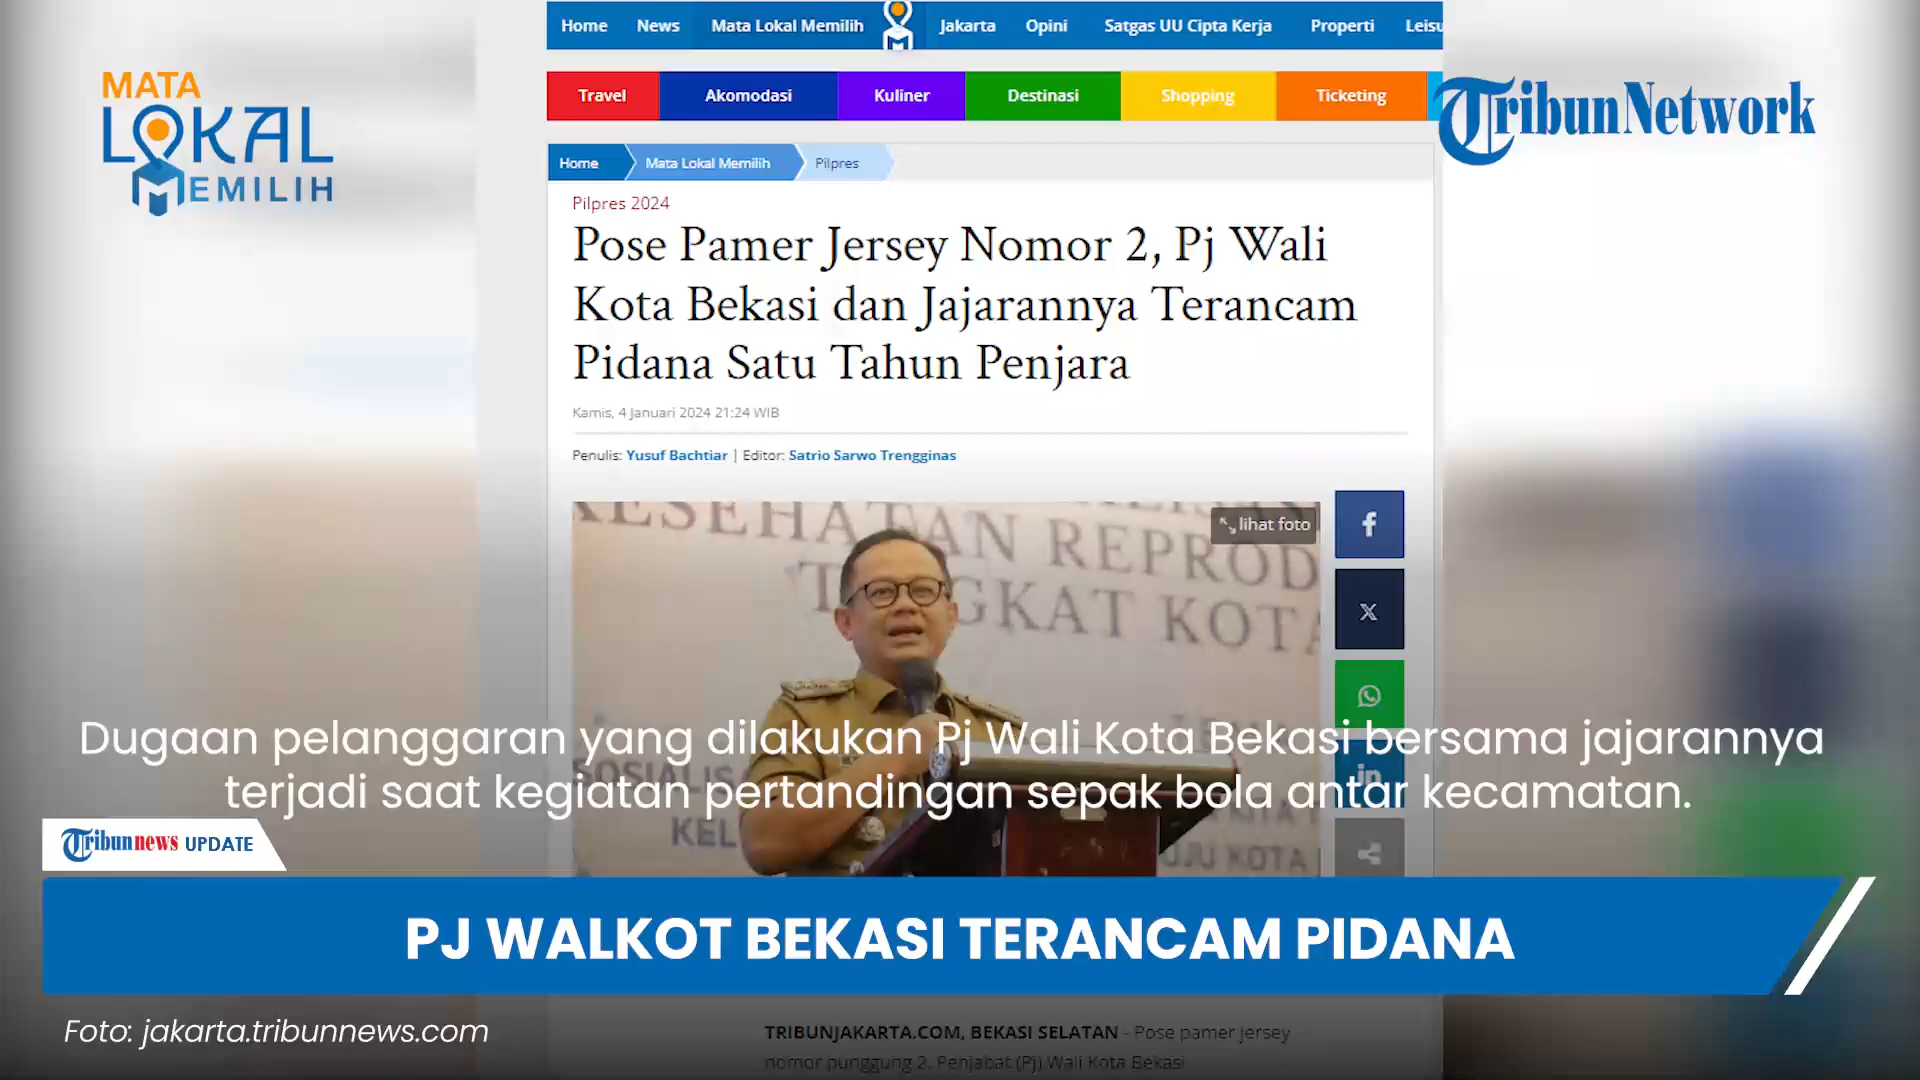 Home News Mata Lokal Memilih Jakarta Opini Satgas UU Cipta Kerja Properti
Travel Akomodasi Kuliner Destinasi Shopping Ticketing
MATA
LOKAL
MEMILIH
TribunNetwork
Home Mata Lokal Memilih Pilpres
Pilpres 2024
Pose Pamer Jersey Nomor 2, Pj Wali
Kota Bekasi dan Jajarannya Terancam
Pidana Satu Tahun Penjara
Kamis, 4 Januari 2024 21:24 WIB
Penulis: Yusuf Bachtiar | Editor: Satrio Sarwo Trengginas
lihat foto
KESEHATAN REPROD
TINGKAT KOTA
Dugaan pelanggaran yang dilakukan Pj Wali Kota Bekasi bersama jajarannya
terjadi saat kegiatan pertandingan sepak bola antar kecamatan.
Tribunnews UPDATE
PJ WALKOT BEKASI TERANCAM PIDANA
Foto: jakarta.tribunnews.com
TRIBUNJAKARTA.COM, BEKASI SELATAN - Pose pamer jersey
nomor punggung 2, Penjabat (Pj) Wali Kota Bekasi